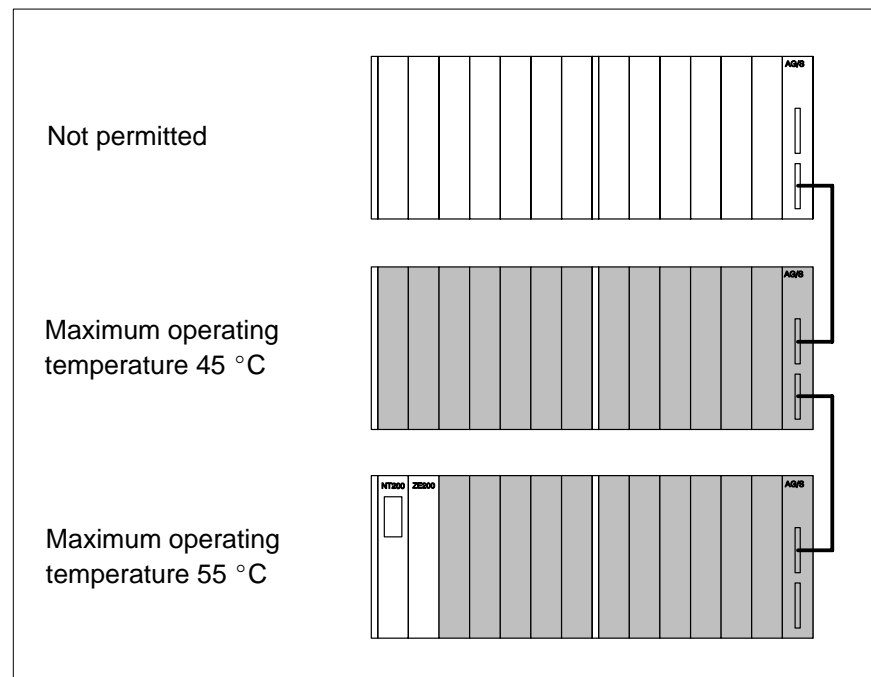 AG/S
Not permitted
AG/S
Maximum operating
temperature 45 °C
NT200 ZE200 AG/S
Maximum operating
temperature 55 °C